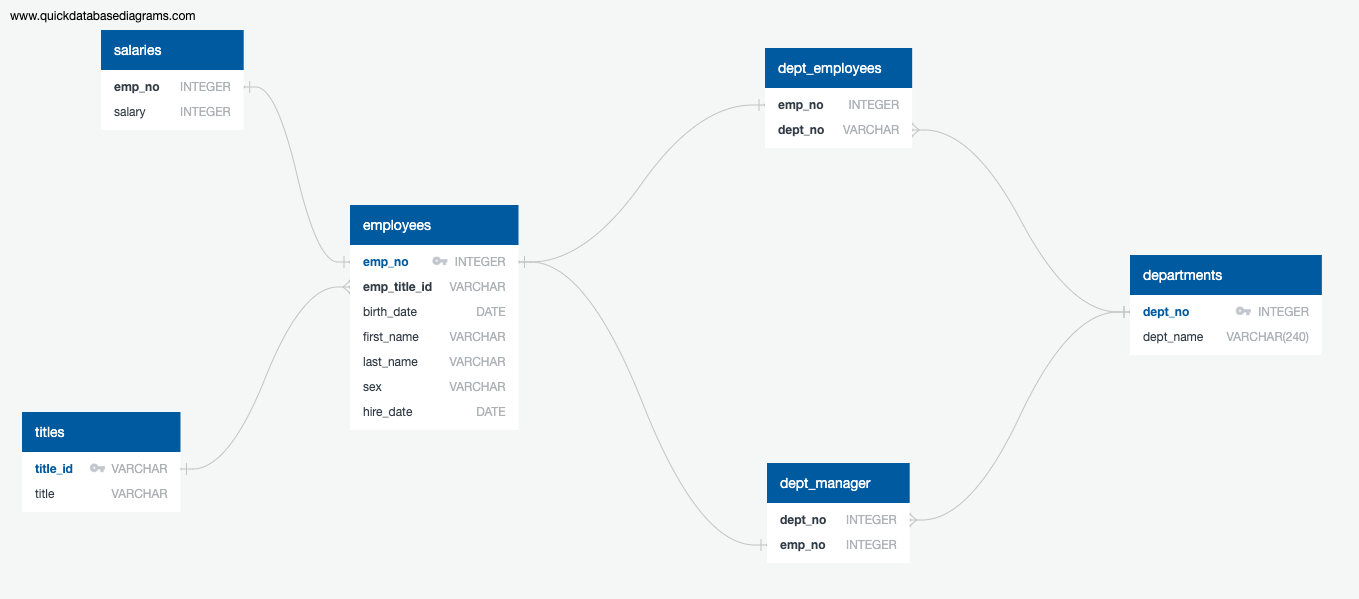 www.quickdatabasediagrams.com
salaries
emp_no INTEGER
salary INTEGER
dept_employees
emp_no INTEGER
dept_no VARCHAR
employees
emp_no INTEGER
emp_title_id VARCHAR
birth_date DATE
first_name VARCHAR
last_name VARCHAR
sex VARCHAR
hire_date DATE
departments
dept_no INTEGER
dept_name VARCHAR(240)
titles
title_id VARCHAR
title VARCHAR
dept_manager
dept_no INTEGER
emp_no INTEGER